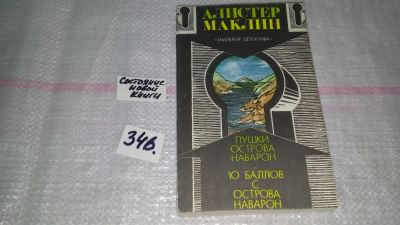 АЛИСТЕР
МАКЛИН
"ИМПЕРИЯ ДЕТЕКТИВА"
СОСТОЯНИЕ
НОВОЙ
КНИГИ
346.
ПУШКИ
ОСТРОВА
НАВАРОН
10 БАЛЛОВ
С
ОСТРОВА
НАВАРОН